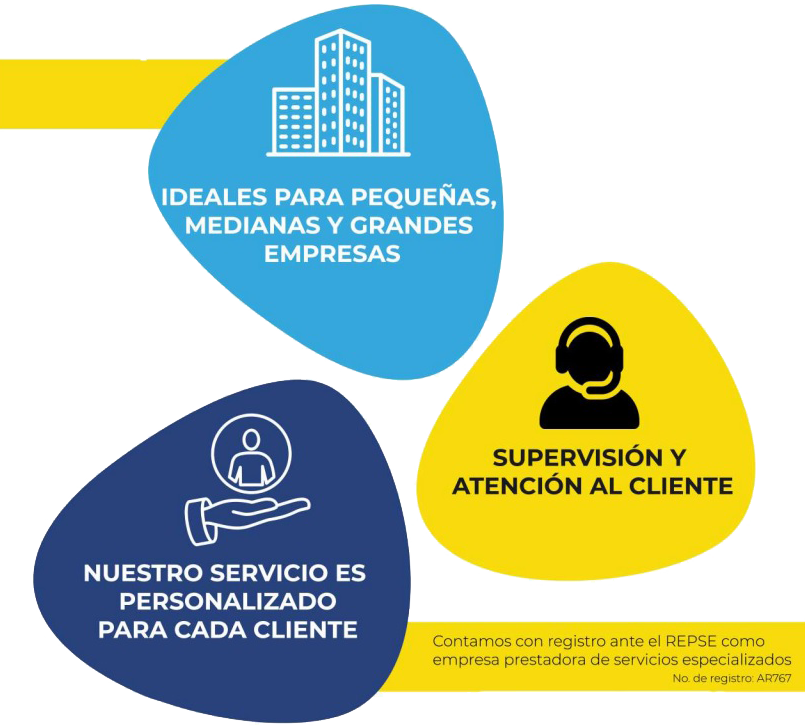 IDEALES PARA PEQUEÑAS,
MEDIANAS Y GRANDES
EMPRESAS
SUPERVISIÓN Y
ATENCIÓN AL CLIENTE
NUESTRO SERVICIO ES
PERSONALIZADO
PARA CADA CLIENTE
Contamos con registro ante el REPSE como
empresa prestadora de servicios especializados
No. de registro: AR767